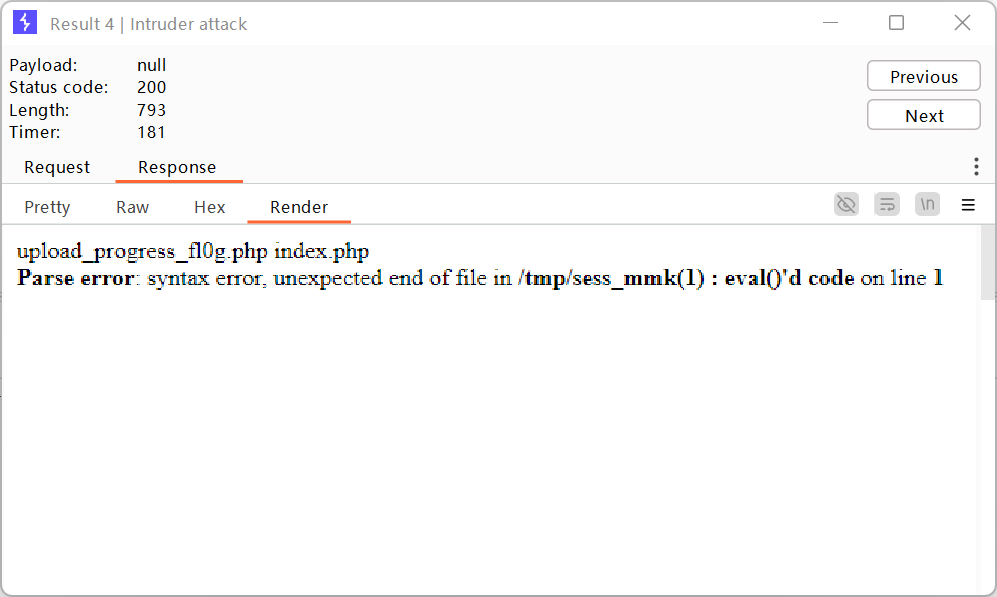 Result 4 | Intruder attack
Payload: null
Status code: 200
Length: 793
Timer: 181
Previous
Next
Request Response
Pretty Raw Hex Render
\n
upload_progress_fl0g.php index.php
Parse error: syntax error, unexpected end of file in /tmp/sess_mmk(1) : eval()'d code on line 1